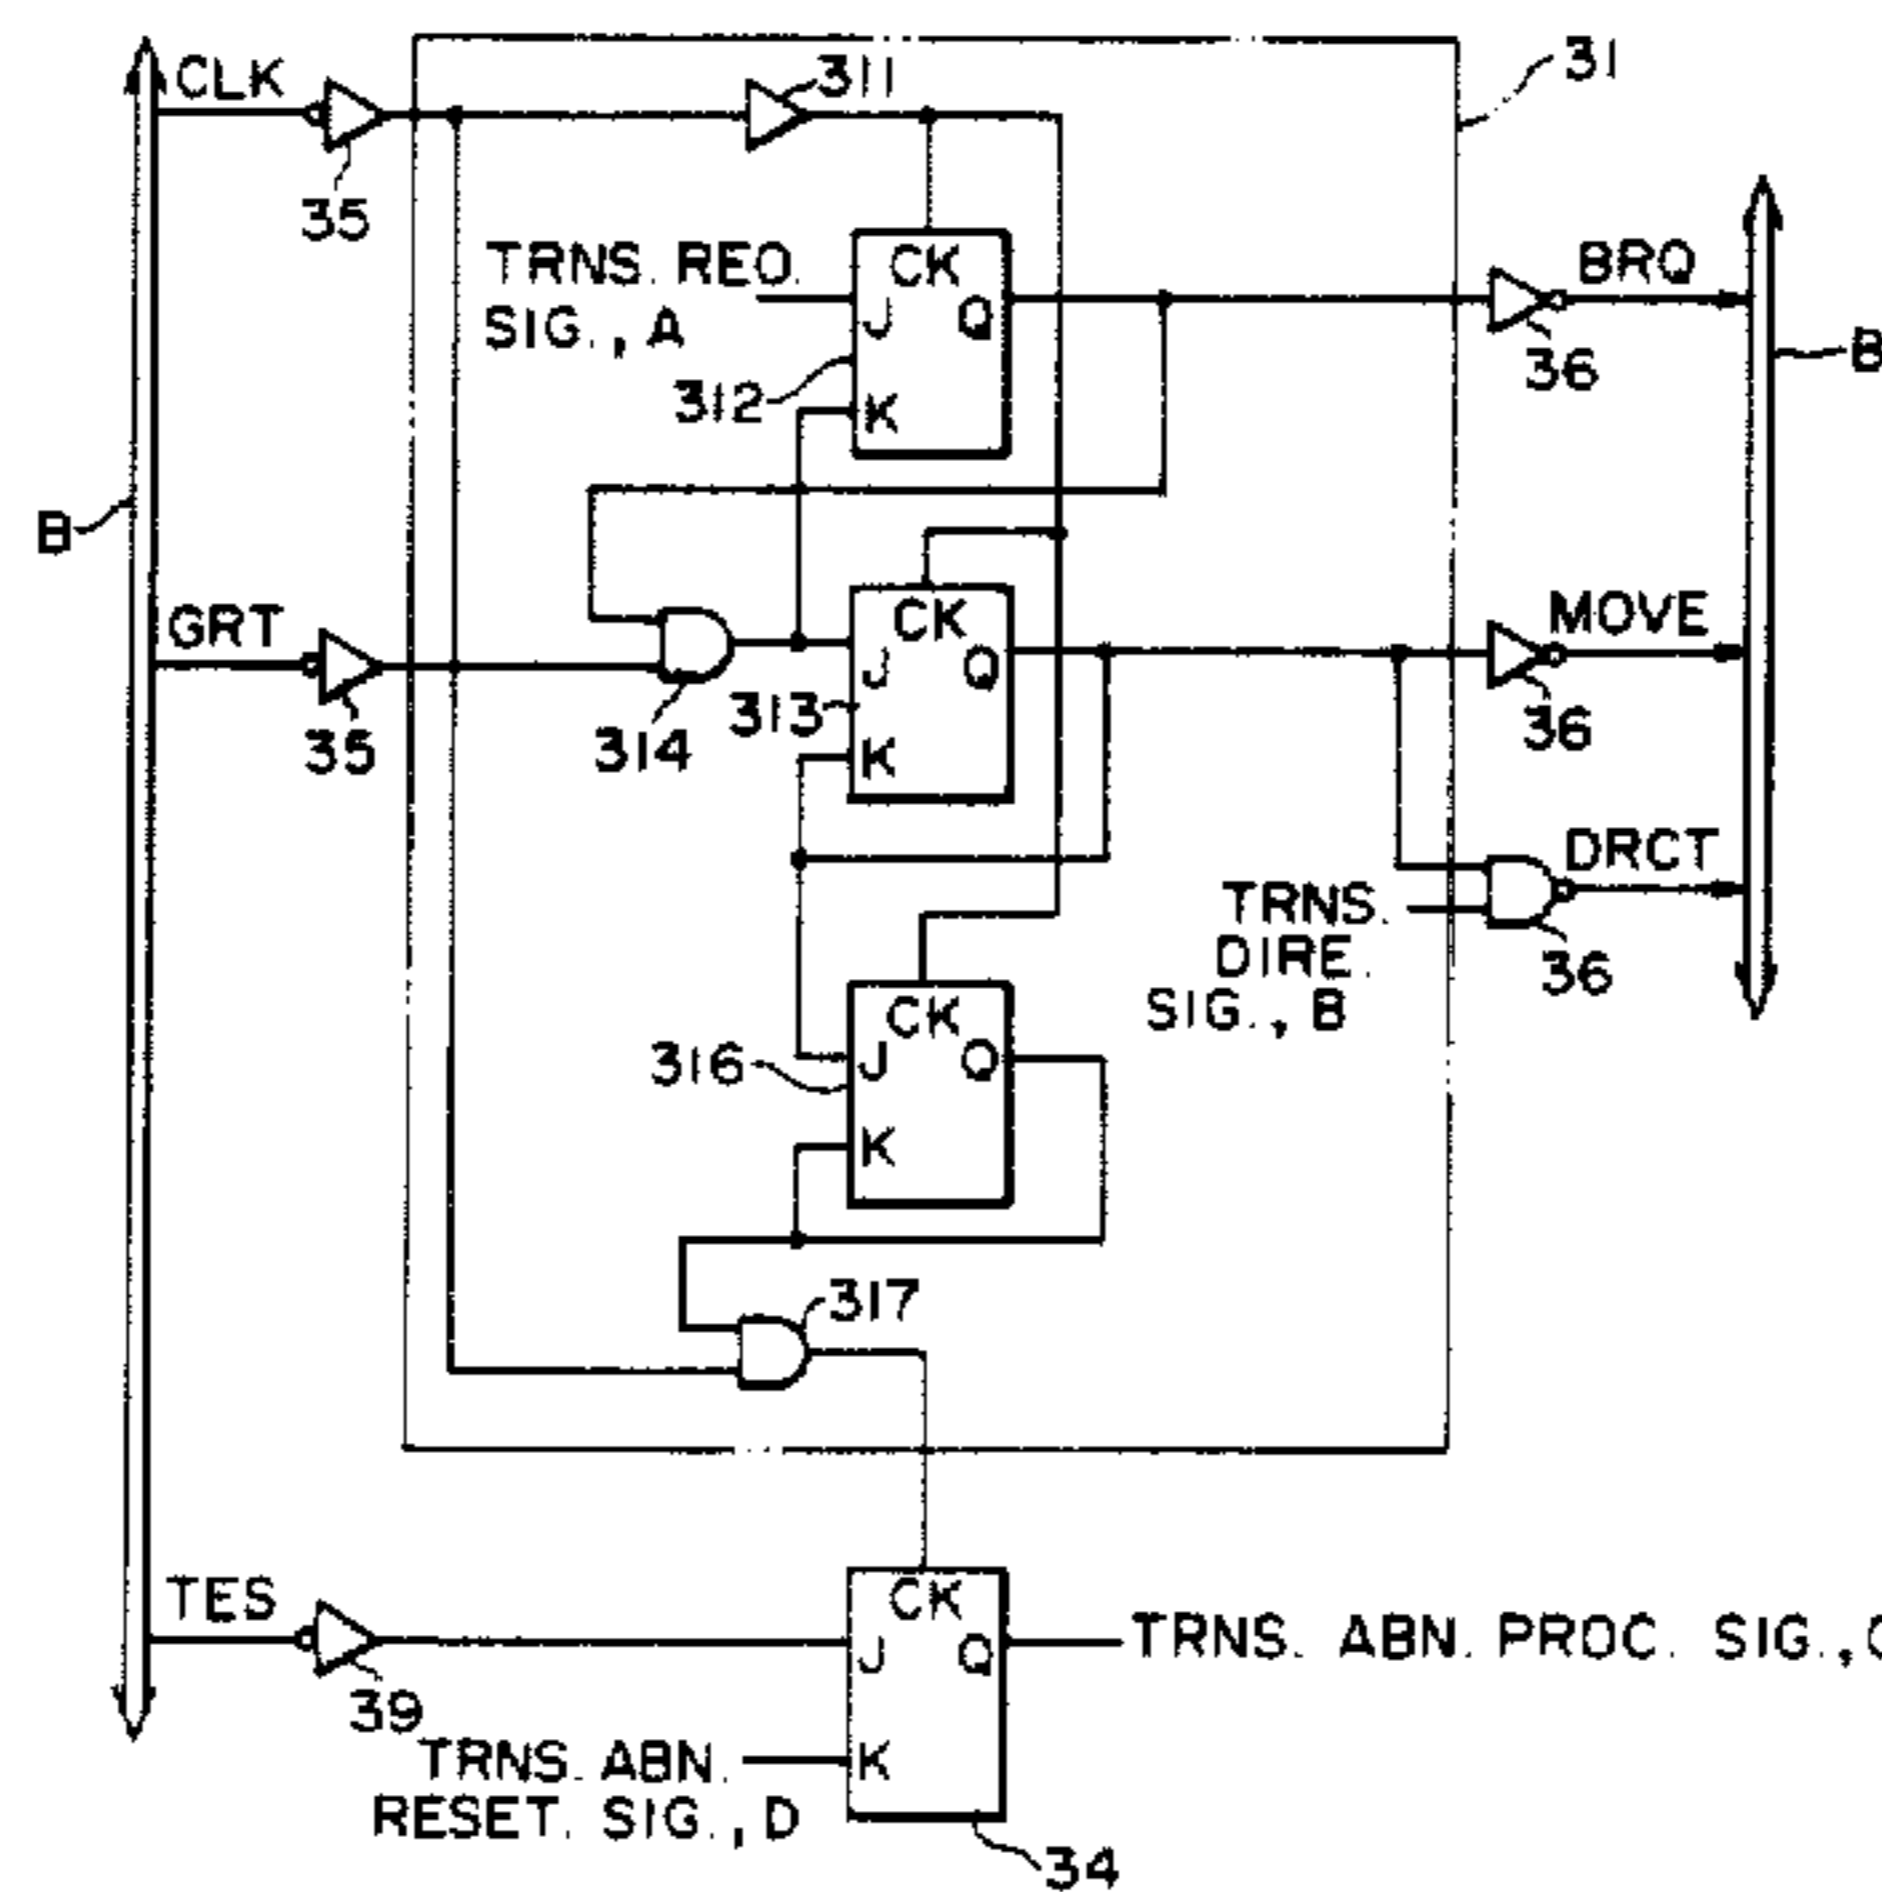 CLK
311
31
35
TRNS. REQ.
SIG., A
CK
J
Q
K
312
BRQ
36
B
B
GRT
35
314
CK
J
Q
K
313
MOVE
36
DRCT
TRNS.
DIRE.
SIG., B
36
CK
J
Q
K
316
317
TES
39
CK
J
Q
K
TRNS. ABN. PROC. SIG., C
TRNS. ABN.
RESET. SIG., D
34